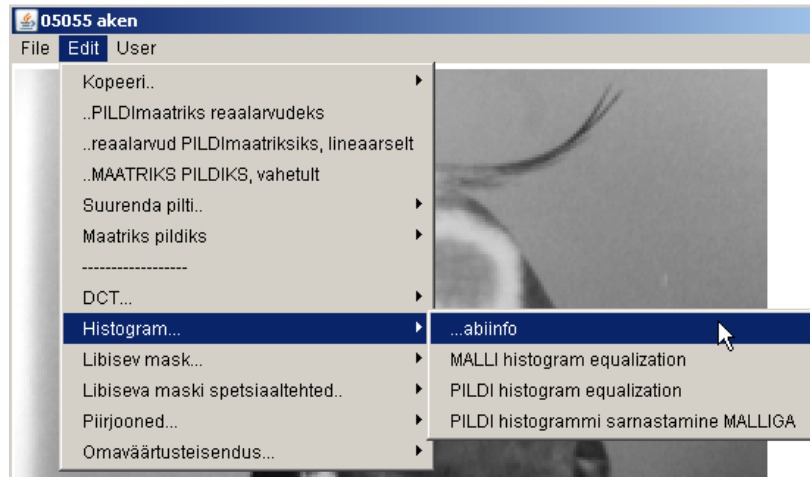 05055 aken
File Edit User
Kopeeri..
..PILDImaatriks reaalarvudeks
..reaalarvud PILDImaatriksiks, lineaarselt
..MAATRIKS PILDIKS, vahetult
Suurenda pilti..
Maatriks pildiks
-----------------
DCT...
Histogram...
Libisev mask...
Libiseva maski spetsiaaltehted..
Piirjooned...
Omaväärtusteisendus...
...abiinfo
MALLI histogram equalization
PILDI histogram equalization
PILDI histogrammi sarnastamine MALLIGA